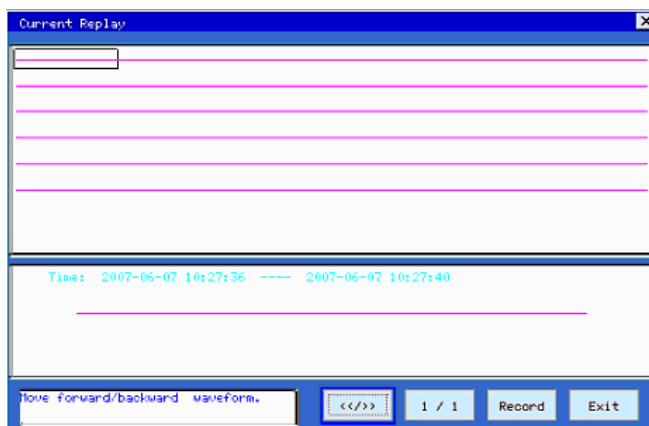 Current Replay
Time: 2007-06-07 10:27:36 ---- 2007-06-07 10:27:40
Move forward/backward waveform.
<</>>
1 / 1
Record
Exit